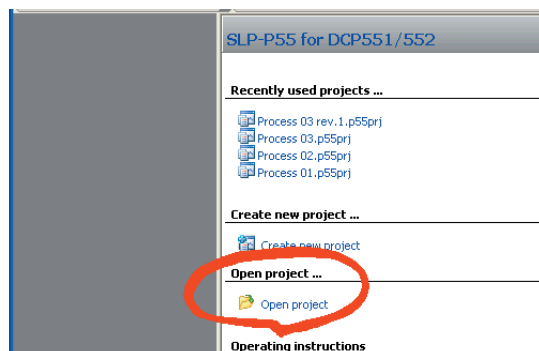 SLP-P55 for DCP551/552
Recently used projects ...
Process 03 rev.1.p55prj
Process 03.p55prj
Process 02.p55prj
Process 01.p55prj
Create new project ...
Create new project
Open project ...
Open project
Operating instructions